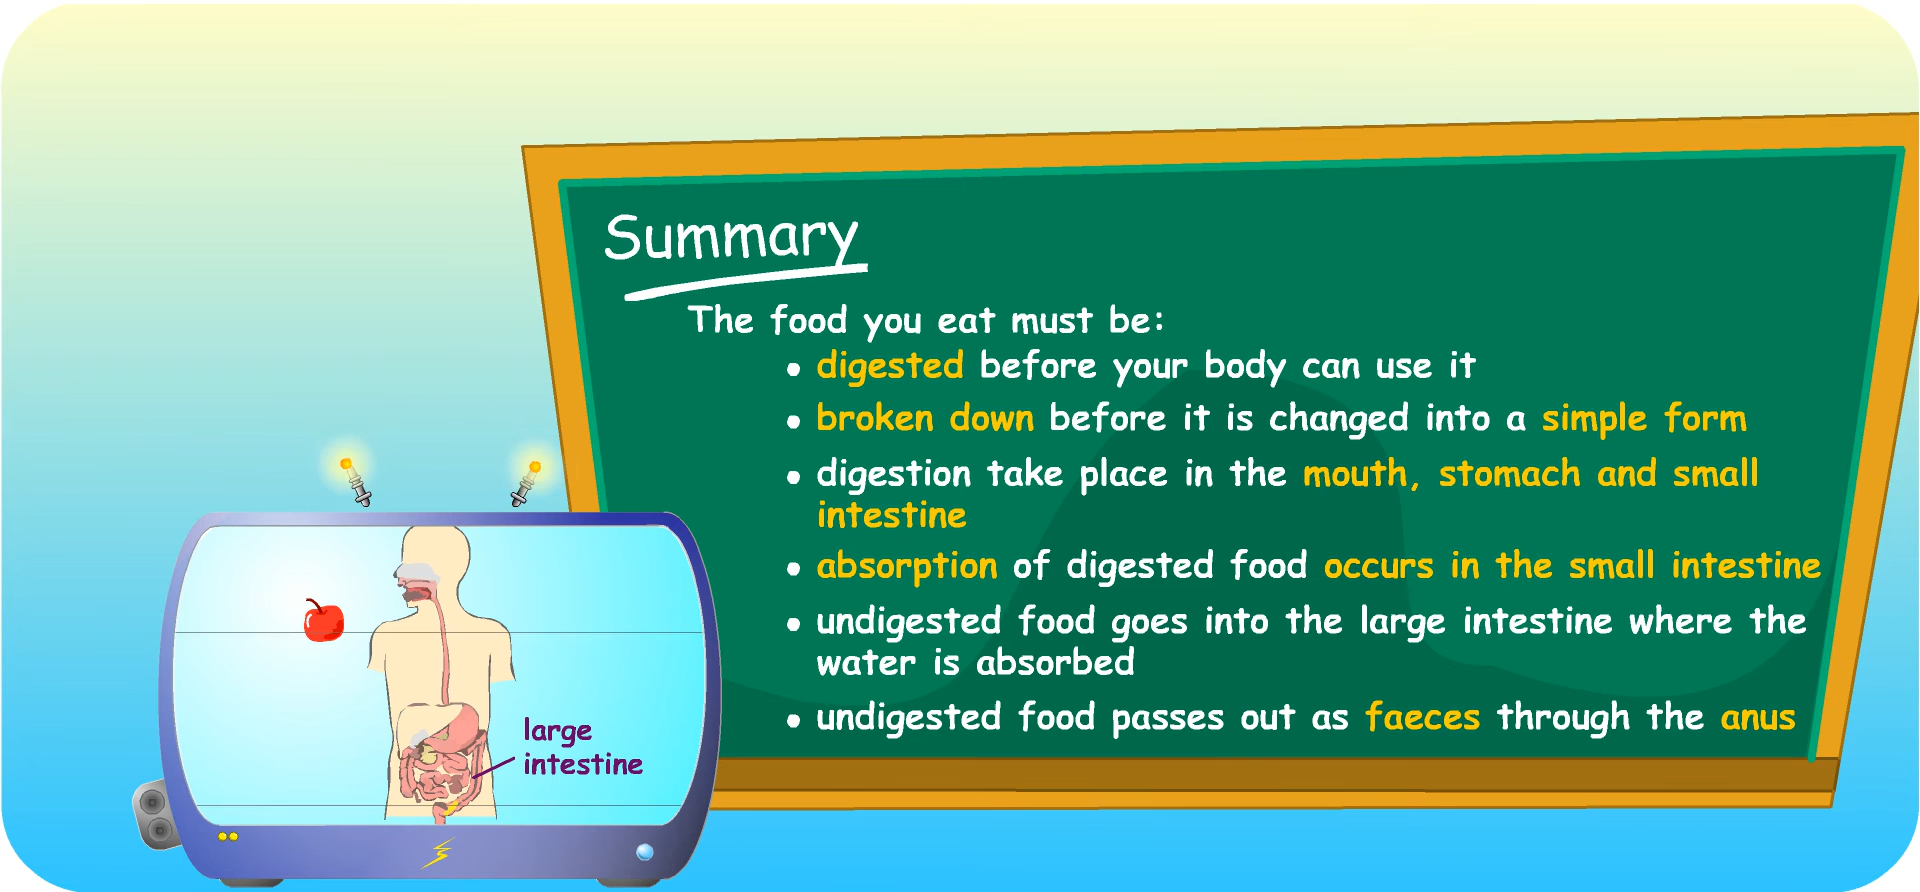 Summary
The food you eat must be:
• digested before your body can use it
• broken down before it is changed into a simple form
• digestion take place in the mouth, stomach and small
intestine
• absorption of digested food occurs in the small intestine
• undigested food goes into the large intestine where the
water is absorbed
• undigested food passes out as faeces through the anus
large
intestine